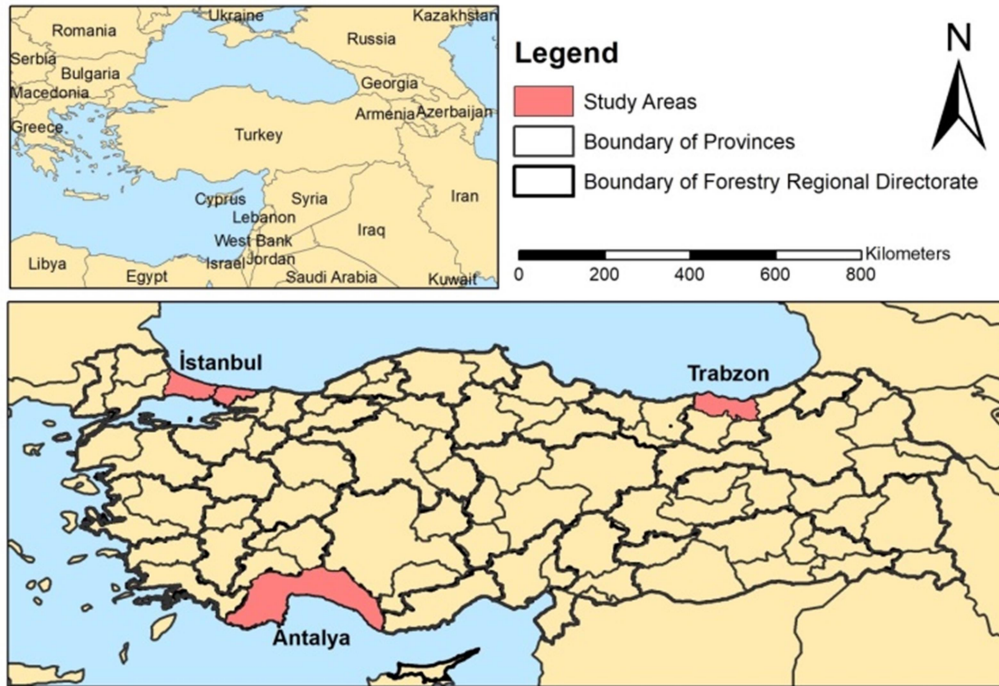 Ukraine
Kazakhstan
Romania
Russia
Serbia
Bulgaria
Georgia
Macedonia
Armenia
Azerbaijan
Greece
Turkey
Cyprus
Syria
Iran
Lebanon
Iraq
West Bank
Libya
Israel
Jordan
Egypt
Saudi Arabia
Kuwait
Legend
Study Areas
Boundary of Provinces
Boundary of Forestry Regional Directorate
N
Kilometers
0 200 400 600 800
İstanbul
Trabzon
Antalya